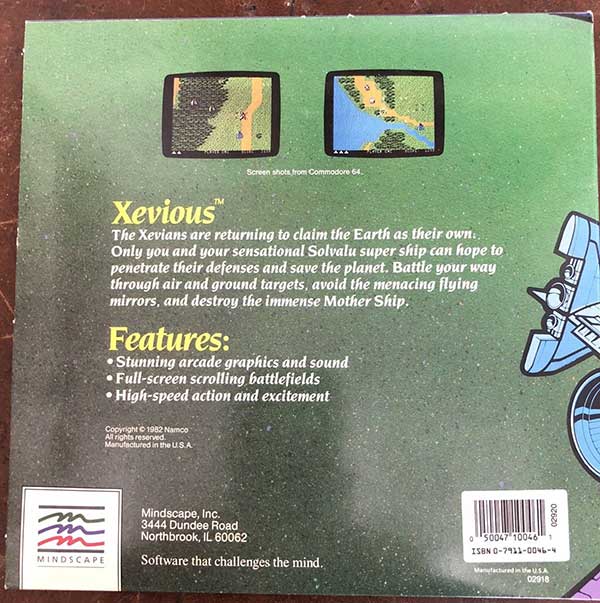 Screen shots from Commodore 64.
Xevious™
The Xevians are returning to claim the Earth as their own.
Only you and your sensational Solvalu super ship can hope to
penetrate their defenses and save the planet. Battle your way
through air and ground targets, avoid the menacing flying
mirrors, and destroy the immense Mother Ship.
Features:
• Stunning arcade graphics and sound
• Full-screen scrolling battlefields
• High-speed action and excitement
Copyright © 1982 Namco
All rights reserved.
Manufactured in the U.S.A.
MINDSCAPE
Mindscape, Inc.
3444 Dundee Road
Northbrook, IL 60062
Software that challenges the mind.
02920
0 50047 10046 1
ISBN 0-7911-0046-4
Manufactured in the U.S.A.
02918